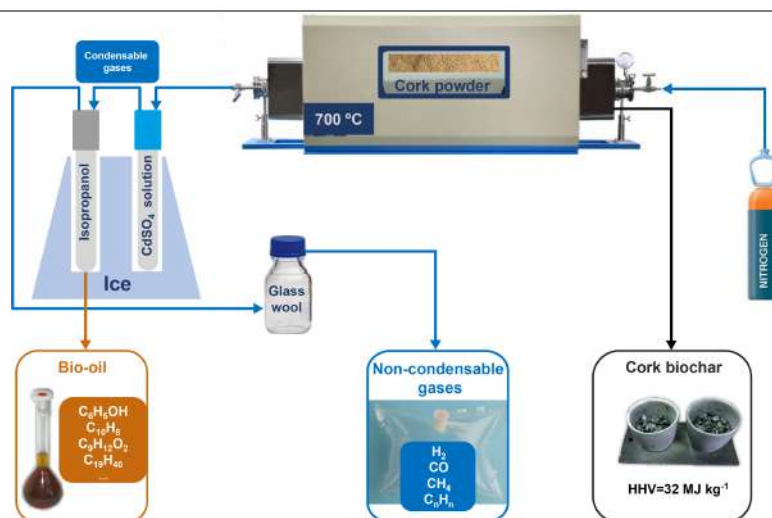 Condensable
gases
Cork powder
700 ºC
Isopropanol
CdSO₄ solution
Ice
Glass
wool
NITROGEN
Bio-oil
C₆H₅OH
C₁₀H₈
C₉H₁₂O₂
C₁₉H₄₀
...
Non-condensable
gases
H₂
CO
CH₄
CₙHₙ
Cork biochar
HHV=32 MJ kg⁻¹